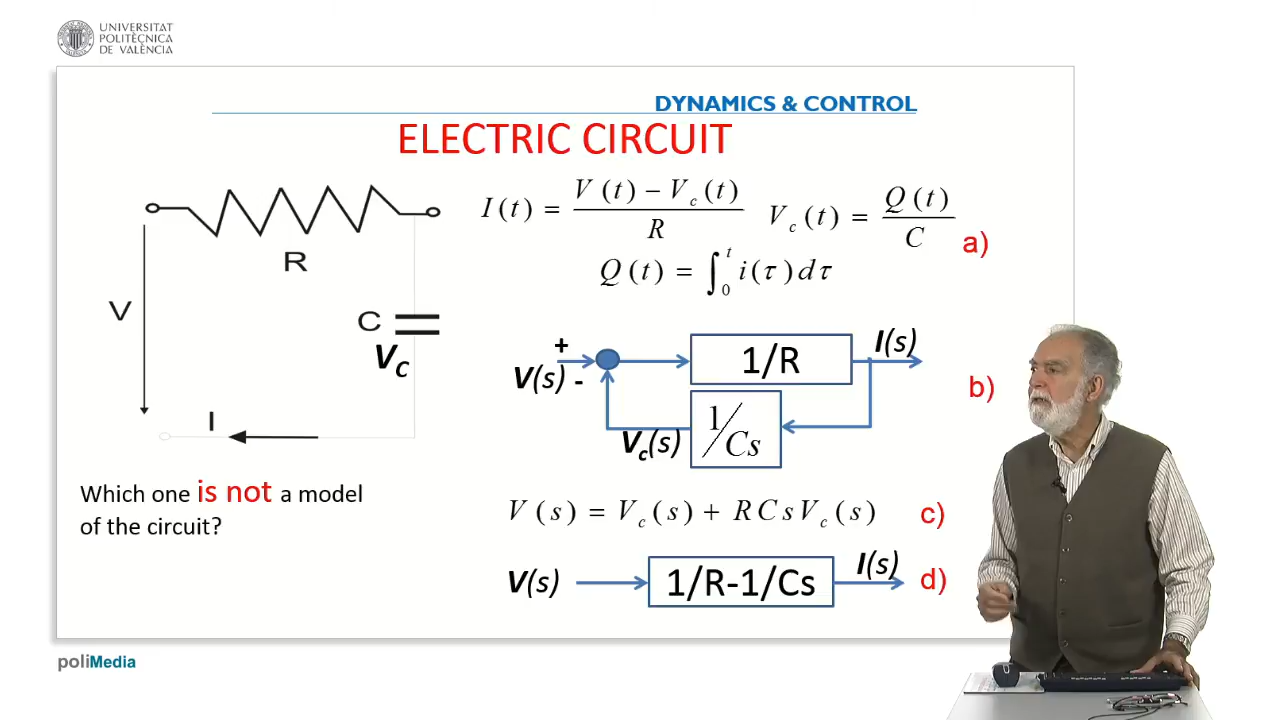 UNIVERSITAT
POLITÈCNICA
DE VALÈNCIA
DYNAMICS & CONTROL
ELECTRIC CIRCUIT
R
V
C
V_C
I
Which one is not a model
of the circuit?
I(t) = (V(t) − V_c(t)) / R   V_c(t) = Q(t) / C   a)
Q(t) = ∫_0^t i(τ)dτ
+
V(s) -
1/R
I(s)
b)
V_c(s)
1/Cs
V(s) = V_c(s) + RCsV_c(s)   c)
V(s)
1/R-1/Cs
I(s)
d)
poliMedia